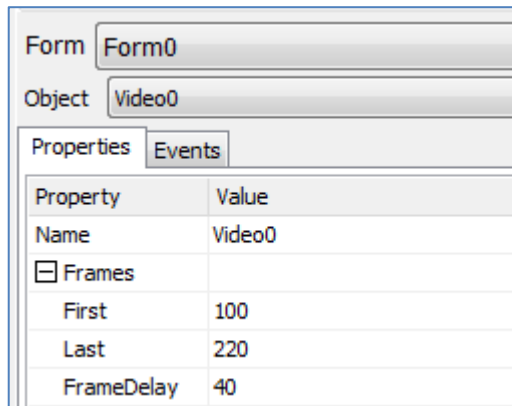 Form Form0
Object Video0
Properties Events
Property Value
Name Video0
Frames
First 100
Last 220
FrameDelay 40